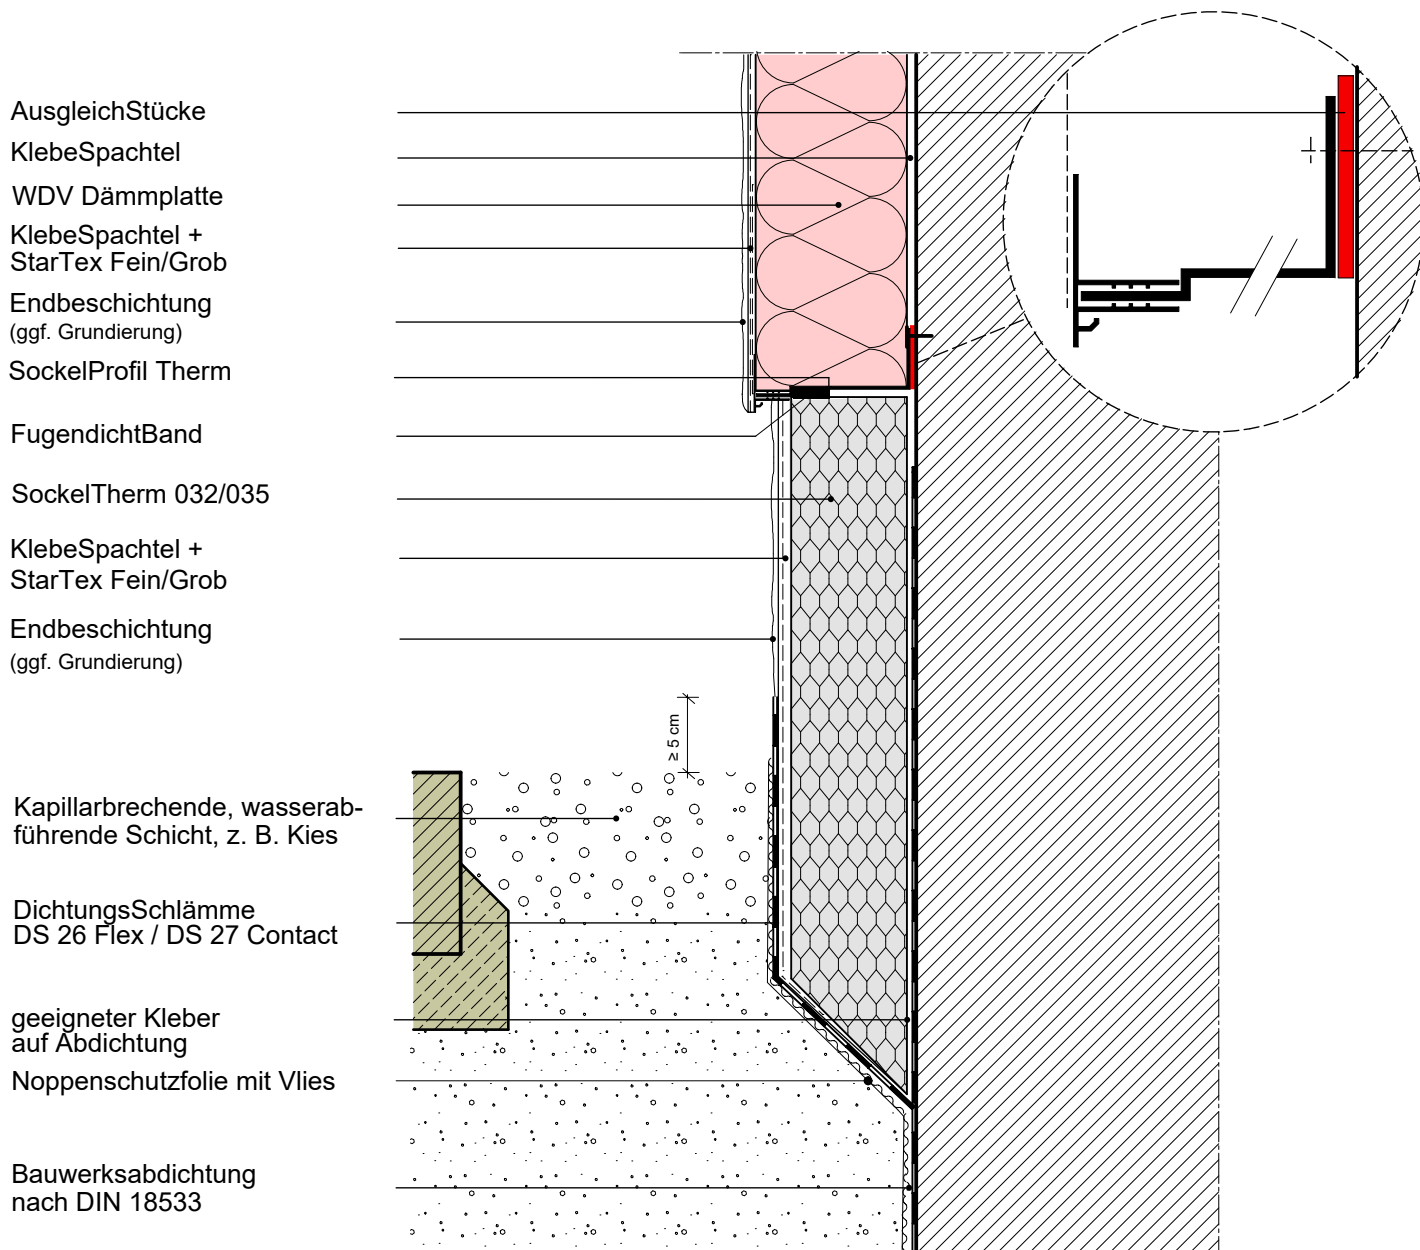 AusgleichStücke
KlebeSpachtel
WDV Dämmplatte
KlebeSpachtel +
StarTex Fein/Grob
Endbeschichtung
(ggf. Grundierung)
SockelProfil Therm
FugendichtBand
SockelTherm 032/035
KlebeSpachtel +
StarTex Fein/Grob
Endbeschichtung
(ggf. Grundierung)
≥ 5 cm
Kapillarbrechende, wasserab-
führende Schicht, z. B. Kies
DichtungsSchlämme
DS 26 Flex / DS 27 Contact
geeigneter Kleber
auf Abdichtung
Noppenschutzfolie mit Vlies
Bauwerksabdichtung
nach DIN 18533